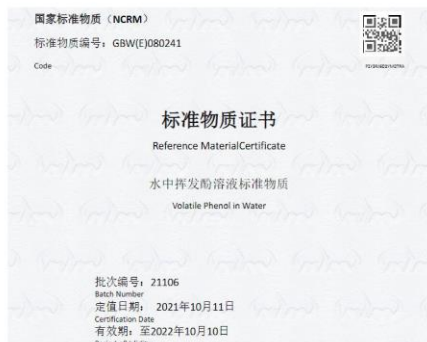 国家标准物质（NCRM）
标准物质编号：GBW(E)080241
Code
标准物质证书
Reference MaterialCertificate
水中挥发酚溶液标准物质
Volatile Phenol in Water
批次编号：21106
Batch Number
定值日期： 2021年10月11日
Certification Date
有效期：至2022年10月10日